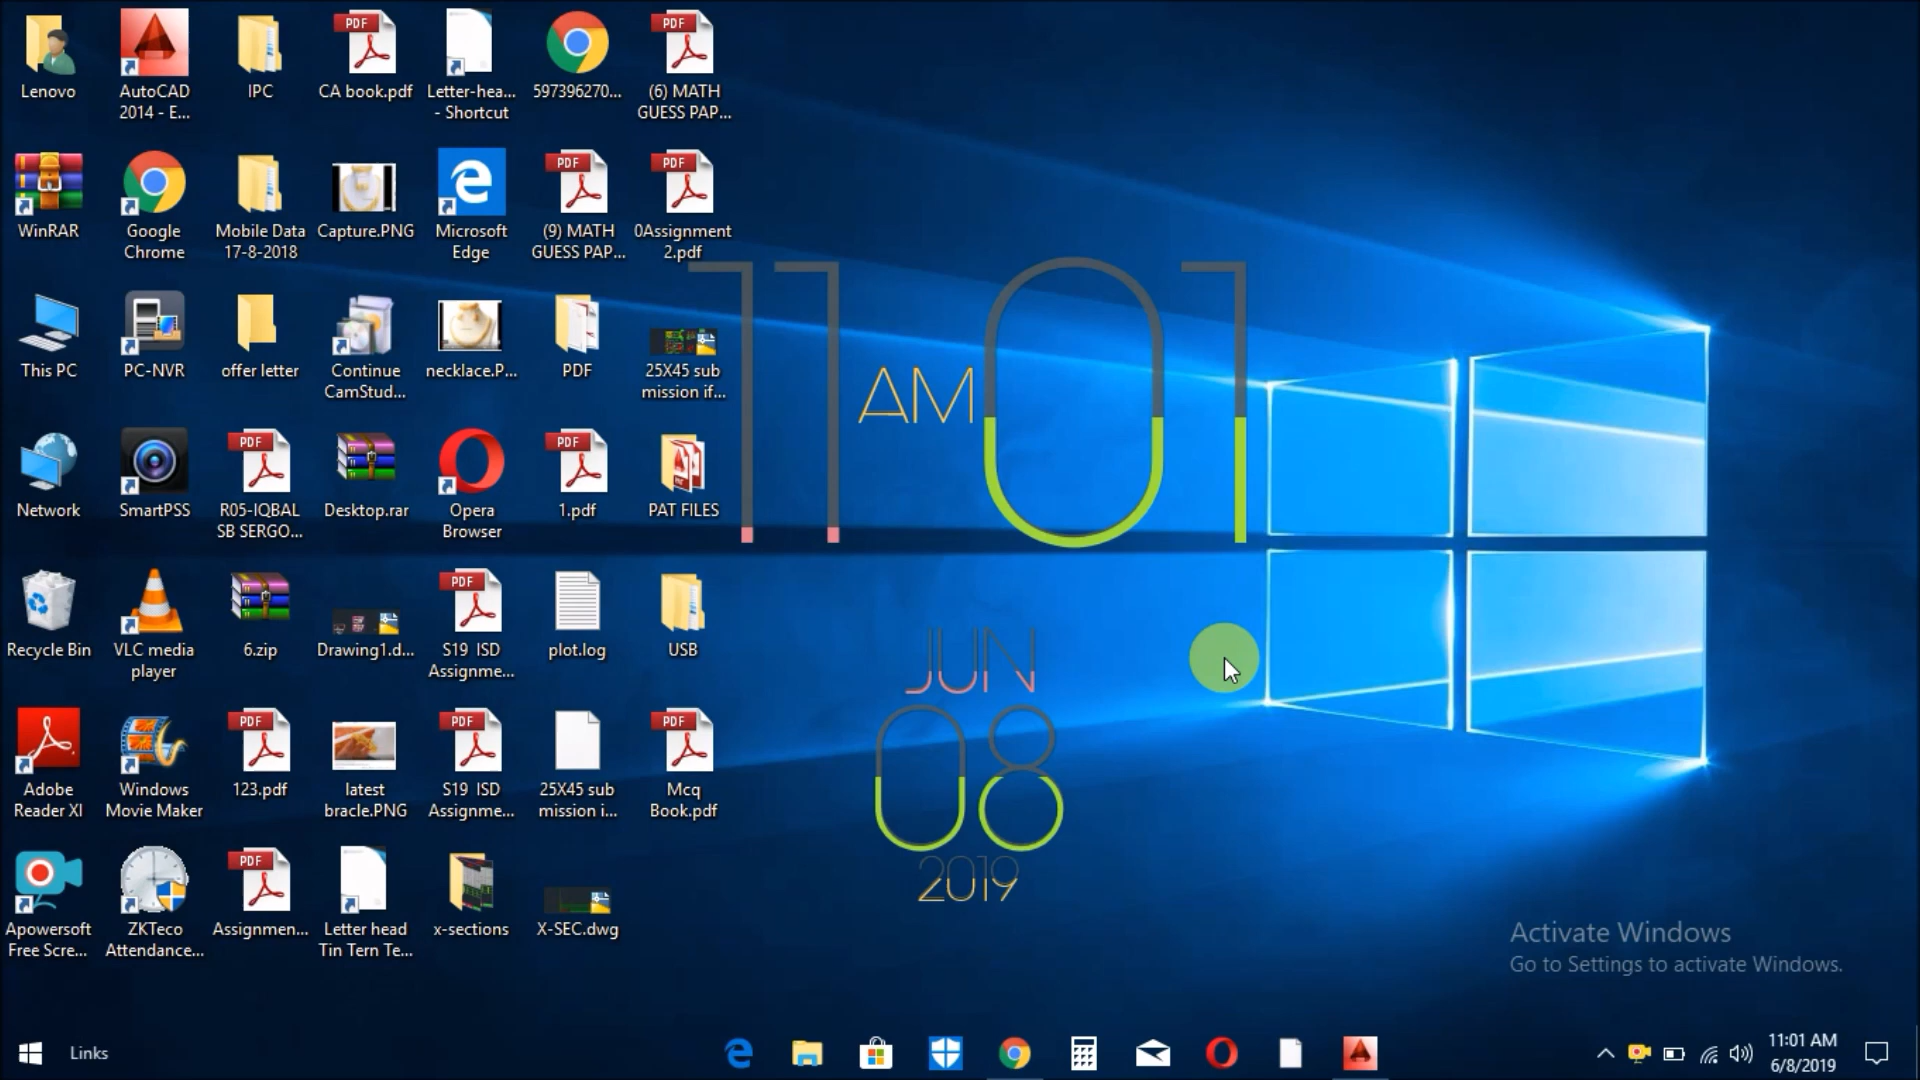 Lenovo
AutoCAD
2014 - E...
IPC
CA book.pdf
Letter-hea...
- Shortcut
597396270...
(6) MATH
GUESS PAP...
WinRAR
Google
Chrome
Mobile Data
17-8-2018
Capture.PNG
Microsoft
Edge
PDF
(9) MATH
GUESS PAP...
0Assignment
2.pdf
This PC
PC-NVR
offer letter
Continue
CamStud...
necklace.P...
PDF
25X45 sub
mission if...
11 AM 01
Network
SmartPSS
R05-IQBAL
SB SERGO...
Desktop.rar
Opera
Browser
1.pdf
PAT FILES
Recycle Bin
VLC media
player
6.zip
Drawing1.d...
S19 ISD
Assignme...
plot.log
USB
JUN
08
2019
Adobe
Reader XI
Windows
Movie Maker
123.pdf
latest
bracle.PNG
S19 ISD
Assignme...
25X45 sub
mission i...
Mcq
Book.pdf
Apowersoft
Free Scre...
ZKTeco
Attendance...
Assignmen...
Letter head
Tin Tern Te...
x-sections
X-SEC.dwg
Activate Windows
Go to Settings to activate Windows.
Links
11:01 AM
6/8/2019